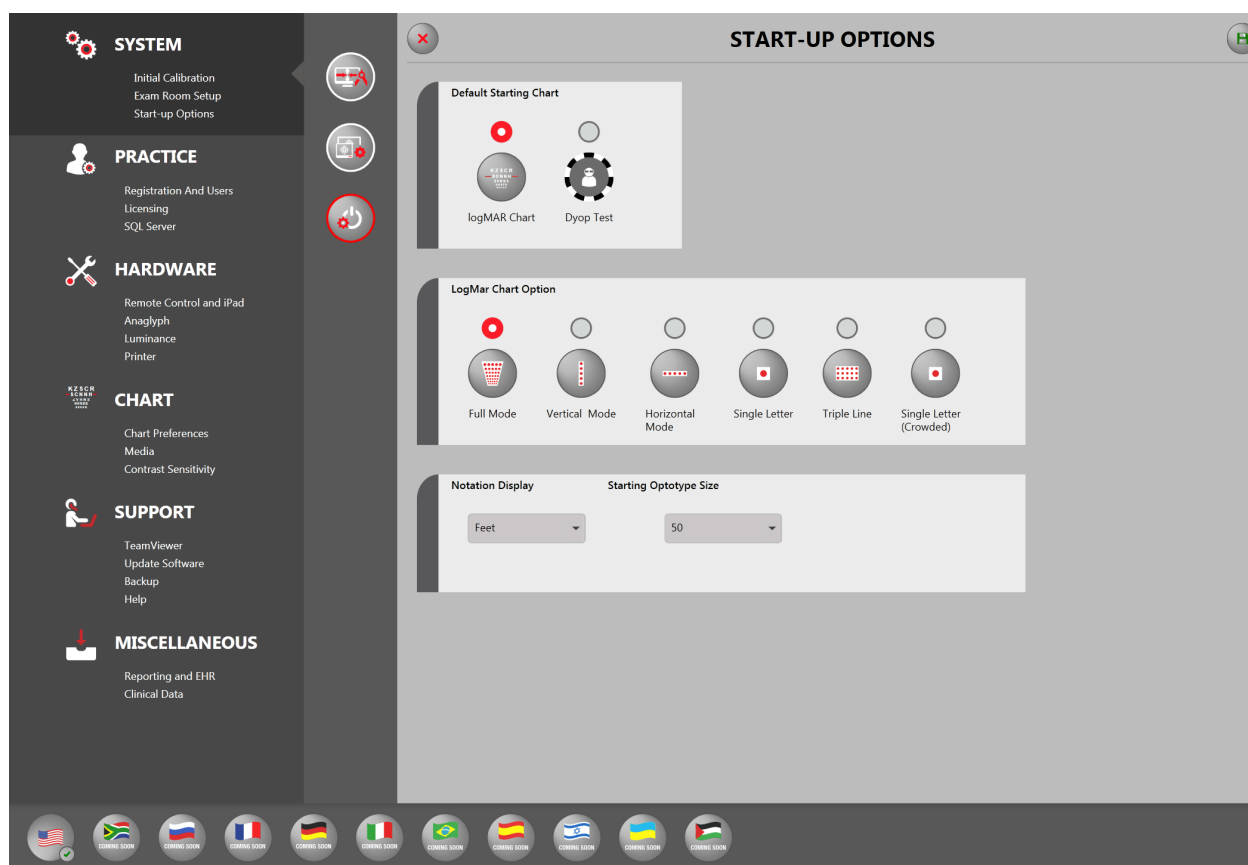 SYSTEM
Initial Calibration
Exam Room Setup
Start-up Options
PRACTICE
Registration And Users
Licensing
SQL Server
HARDWARE
Remote Control and iPad
Anaglyph
Luminance
Printer
CHART
Chart Preferences
Media
Contrast Sensitivity
SUPPORT
TeamViewer
Update Software
Backup
Help
MISCELLANEOUS
Reporting and EHR
Clinical Data
START-UP OPTIONS
Default Starting Chart
logMAR Chart Dyop Test
LogMar Chart Option
Full Mode Vertical Mode Horizontal Mode Single Letter Triple Line Single Letter (Crowded)
Notation Display Starting Optotype Size
Feet 50
COMING SOON COMING SOON COMING SOON COMING SOON COMING SOON COMING SOON COMING SOON COMING SOON COMING SOON COMING SOON